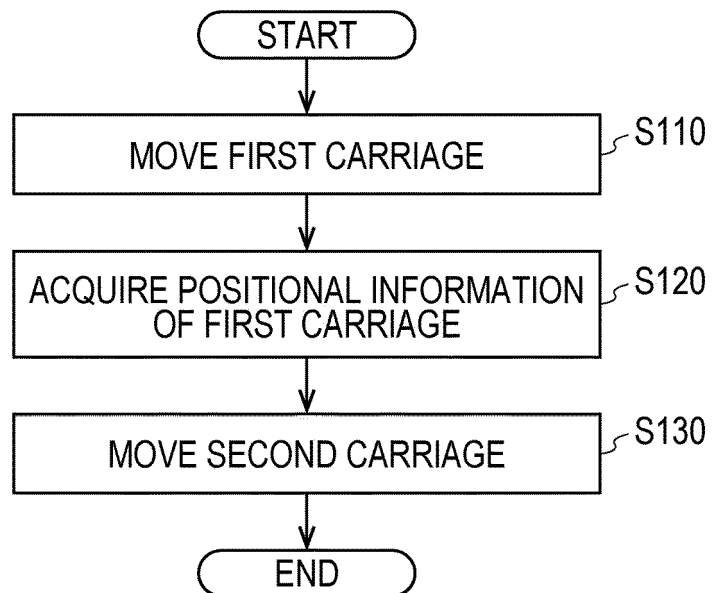 START
MOVE FIRST CARRIAGE
S110
ACQUIRE POSITIONAL INFORMATION
OF FIRST CARRIAGE
S120
MOVE SECOND CARRIAGE
S130
END